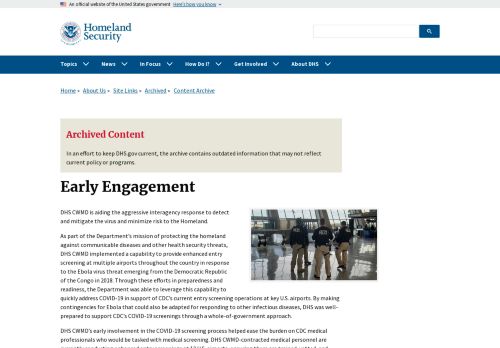 An official website of the United States government Here's how you know
Homeland
Security
Topics News In Focus How Do I? Get Involved About DHS
Home » About Us » Site Links » Archived » Content Archive
Archived Content
In an effort to keep DHS.gov current, the archive contains outdated information that may not reflect
current policy or programs.
Early Engagement
DHS CWMD is aiding the aggressive interagency response to detect
and mitigate the virus and minimize risk to the Homeland.
As part of the Department's mission of protecting the homeland
against communicable diseases and other health security threats,
DHS CWMD implemented a capability to provide enhanced entry
screening at multiple airports throughout the country in response
to the Ebola virus threat emerging from the Democratic Republic
of the Congo in 2018. Through these efforts in preparedness and
readiness, the Department was able to leverage this capability to
quickly address COVID-19 in support of CDC's current entry screening operations at key U.S. airports. By making
contingencies for Ebola that could also be adapted for responding to other infectious diseases, DHS was well-
prepared to support CDC's COVID-19 screenings through a whole-of-government approach.
DHS CWMD's early involvement in the COVID-19 screening process helped ease the burden on CDC medical
professionals who would be tasked with medical screening. DHS CWMD-contracted medical personnel are